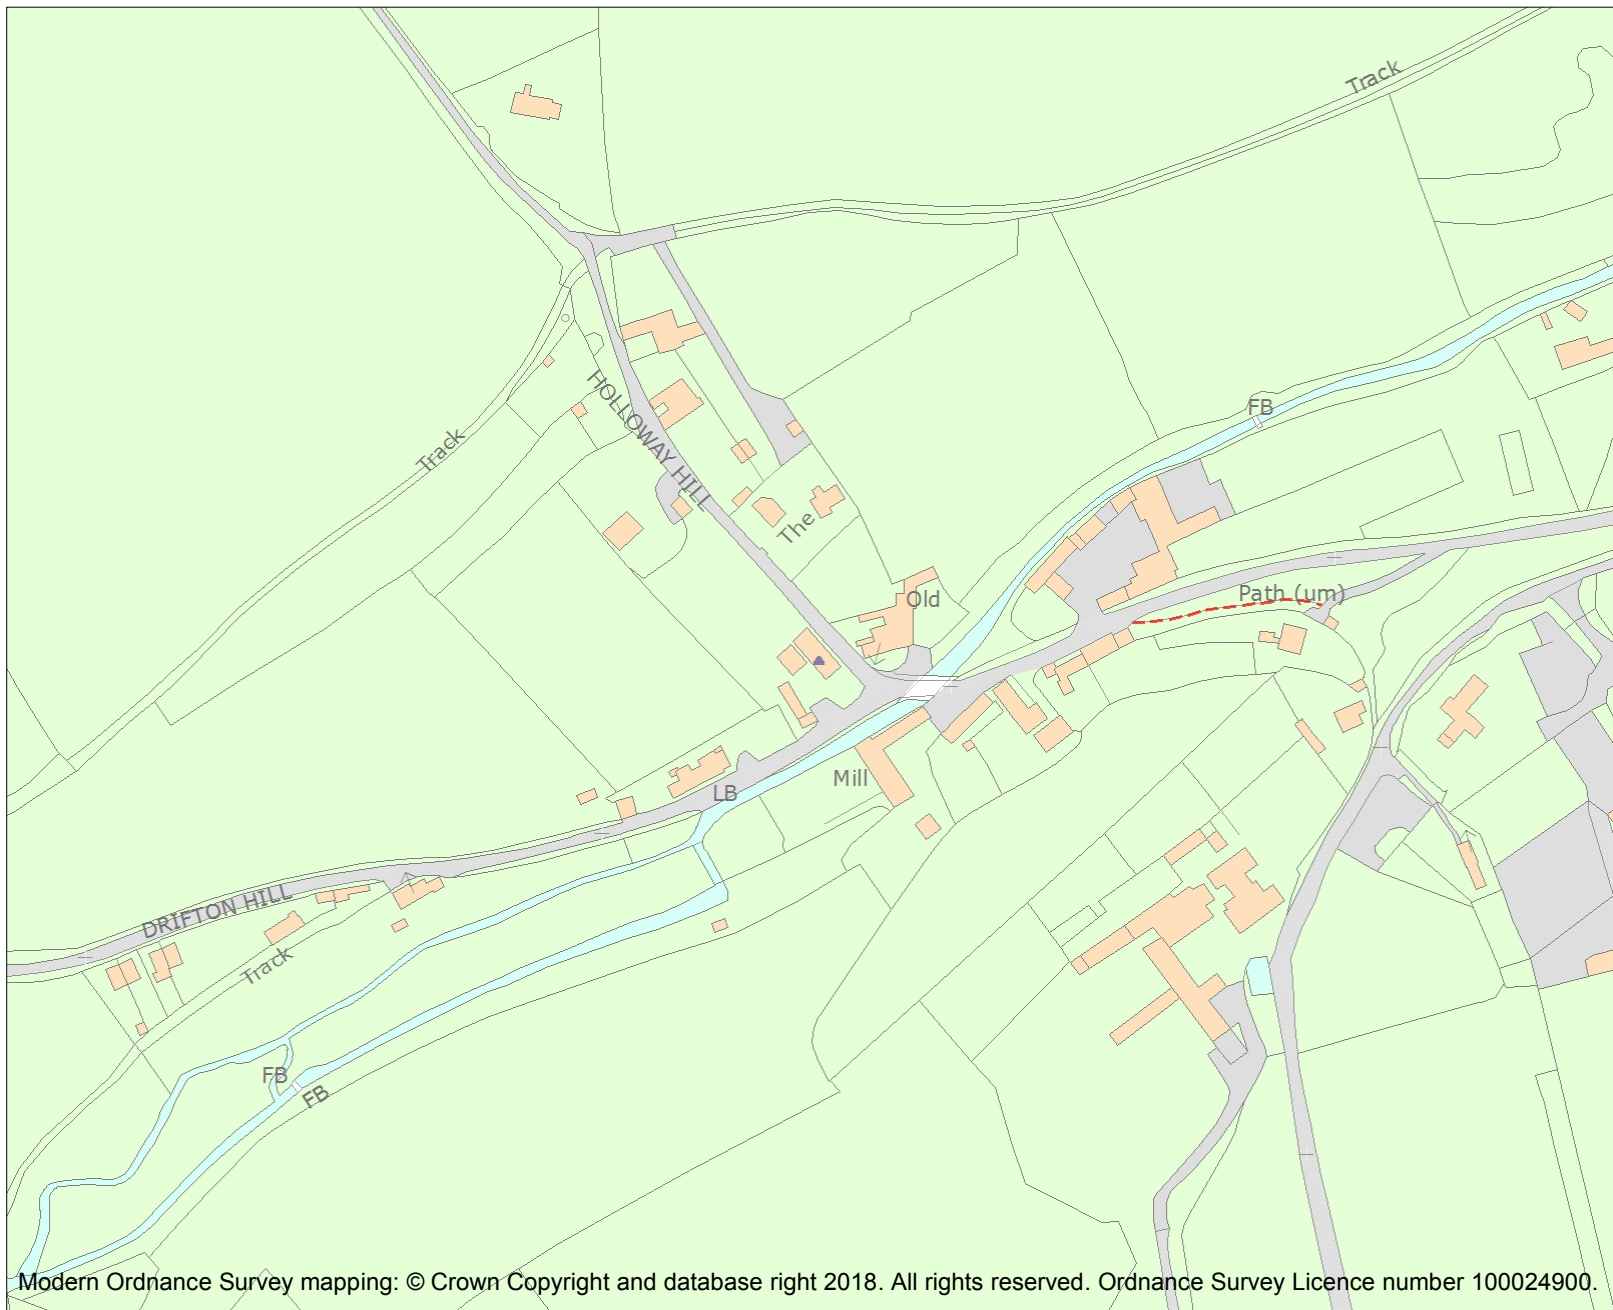 Track
FB
HOLLOWAY HILL
Track
The
Path (um)
Old
Mill
LB
DRIFTON HILL
Track
FB
FB
Modern Ordnance Survey mapping: © Crown Copyright and database right 2018. All rights reserved. Ordnance Survey Licence number 100024900.